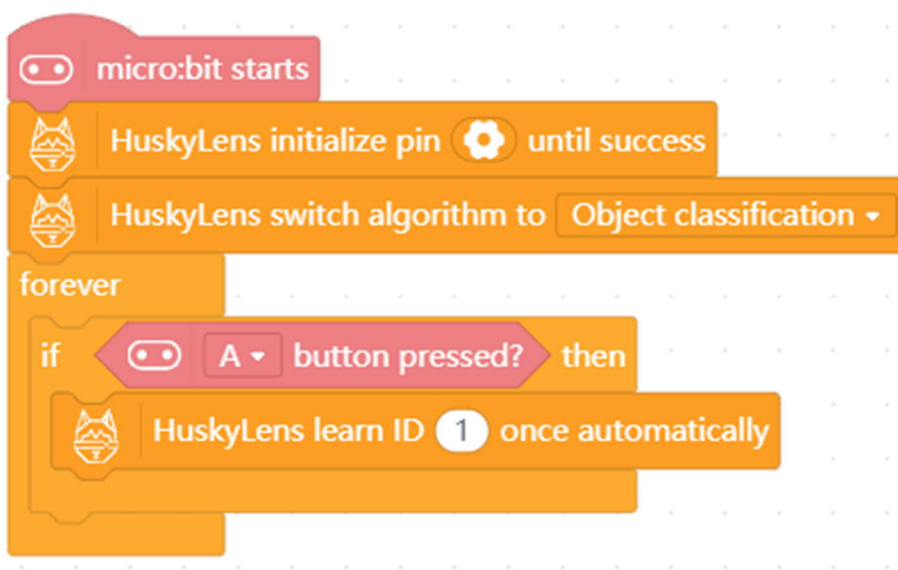 micro:bit starts
HuskyLens initialize pin until success
HuskyLens switch algorithm to Object classification
forever
if A button pressed? then
HuskyLens learn ID 1 once automatically